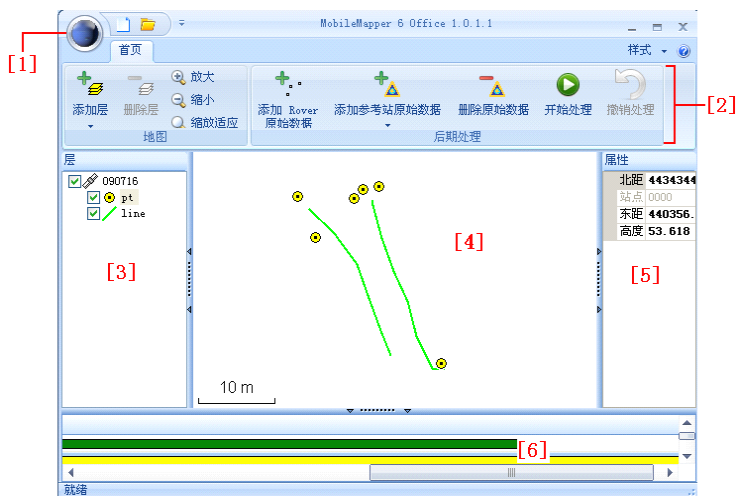 MobileMapper 6 Office 1.0.1.1
[1]
首页
样式
添加层
删除层
放大
缩小
缩放适应
地图
添加 Rover
原始数据
添加参考站原始数据
删除原始数据
开始处理
撤销处理
后期处理
[2]
层
090716
pt
line
[3]
[4]
10 m
属性
北距 4434344
站点 0000
东距 440356.
高度 53.618
[5]
[6]
就绪